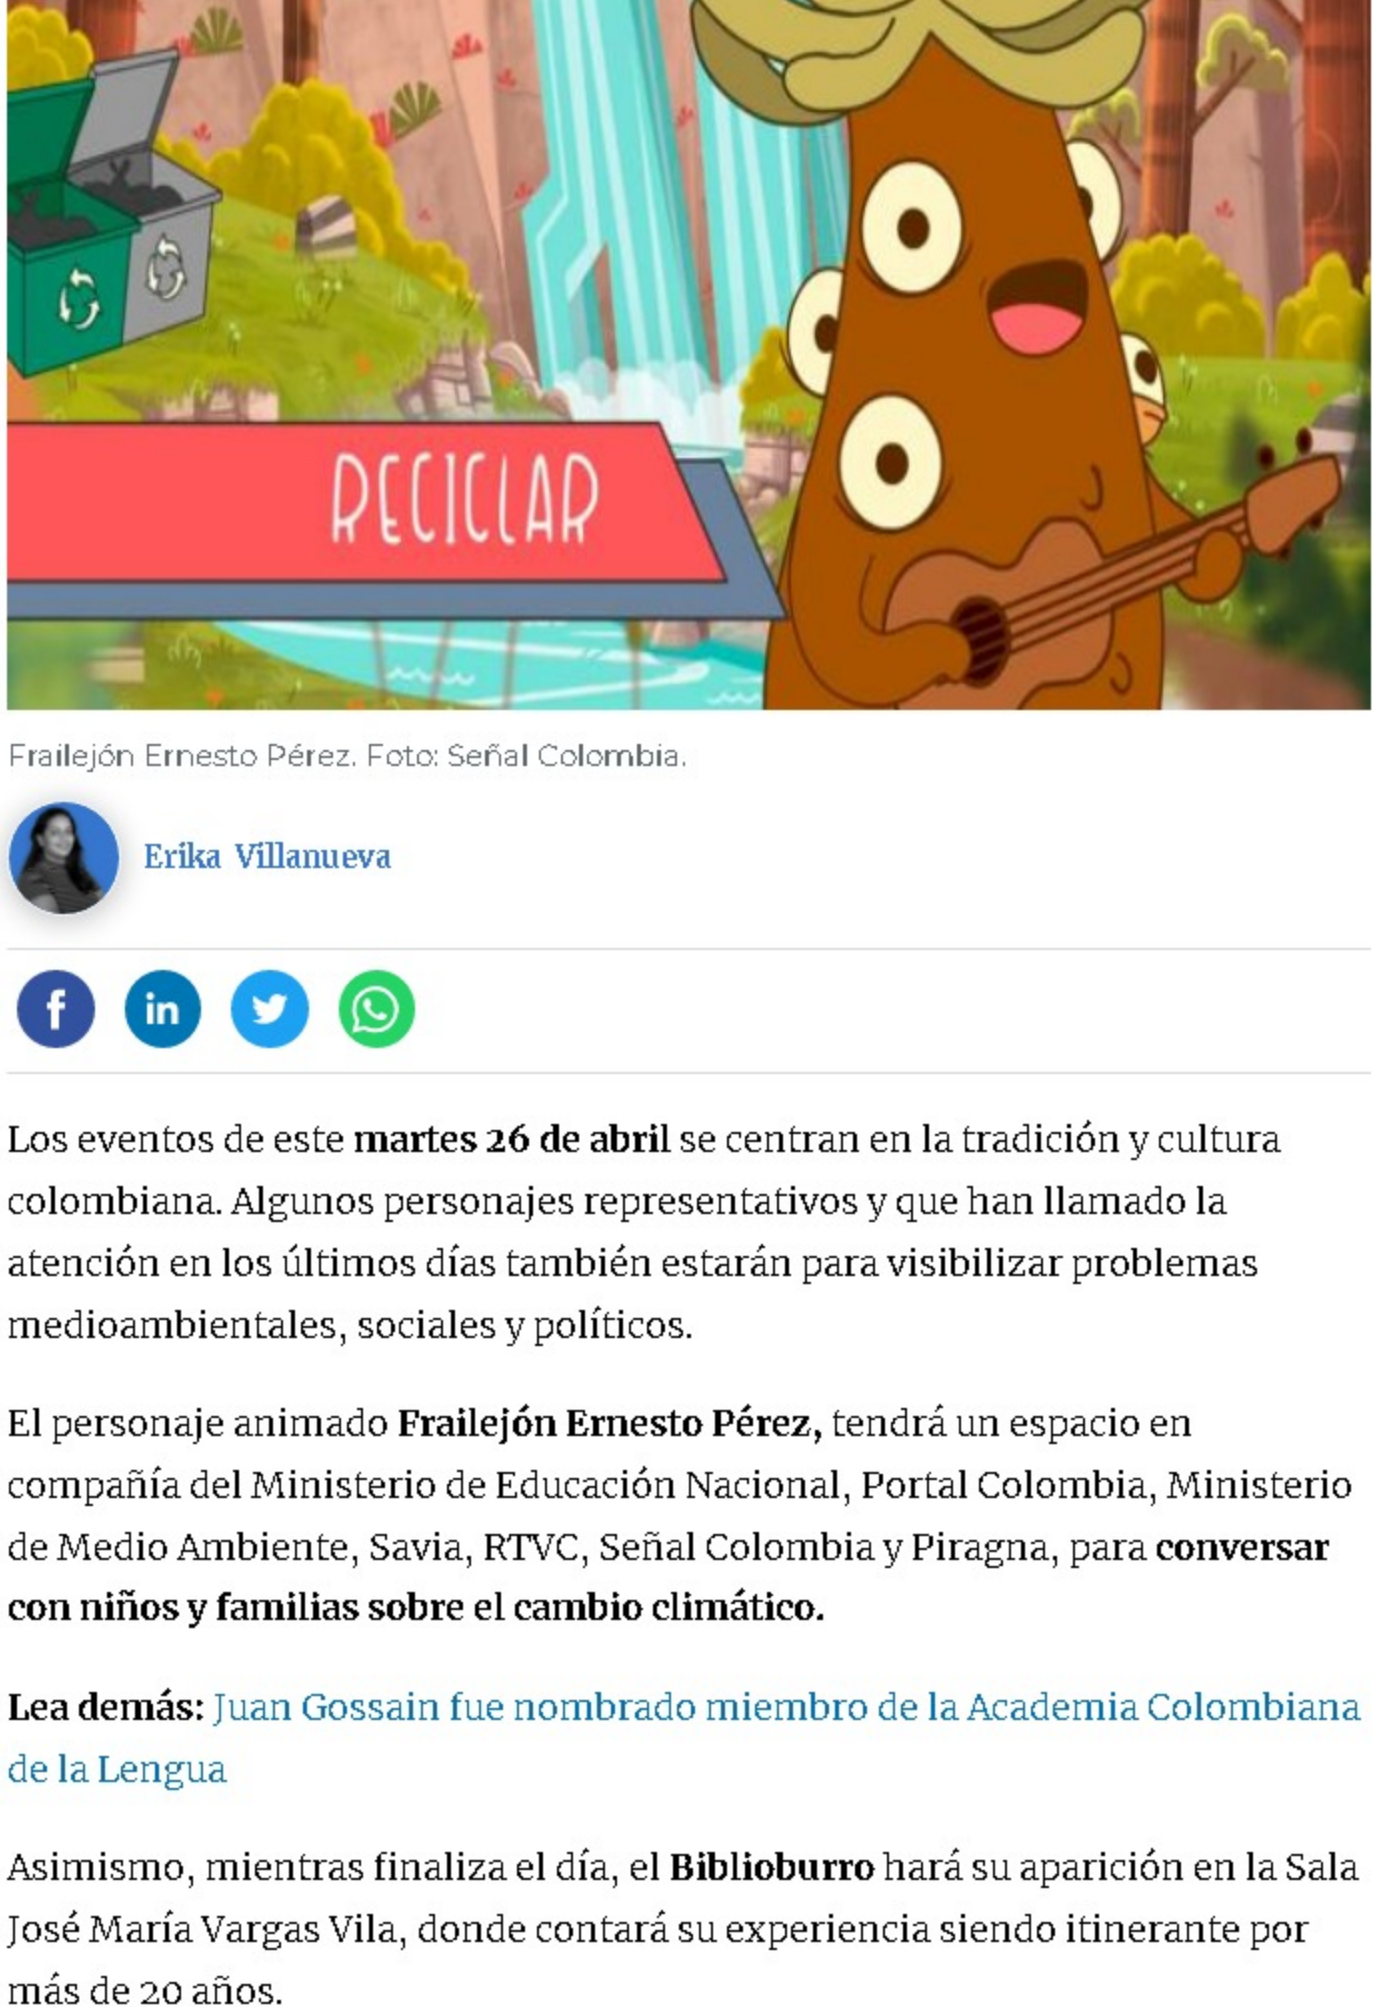 RECICLAR
Frailejón Ernesto Pérez. Foto: Señal Colombia.
Erika Villanueva
f
in
Los eventos de este martes 26 de abril se centran en la tradición y cultura
colombiana. Algunos personajes representativos y que han llamado la
atención en los últimos días también estarán para visibilizar problemas
medioambientales, sociales y políticos.
El personaje animado Frailejón Ernesto Pérez, tendrá un espacio en
compañía del Ministerio de Educación Nacional, Portal Colombia, Ministerio
de Medio Ambiente, Savia, RTVC, Señal Colombia y Piragna, para conversar
con niños y familias sobre el cambio climático.
Lea demás: Juan Gossain fue nombrado miembro de la Academia Colombiana
de la Lengua
Asimismo, mientras finaliza el día, el Biblioburro hará su aparición en la Sala
José María Vargas Vila, donde contará su experiencia siendo itinerante por
más de 20 años.